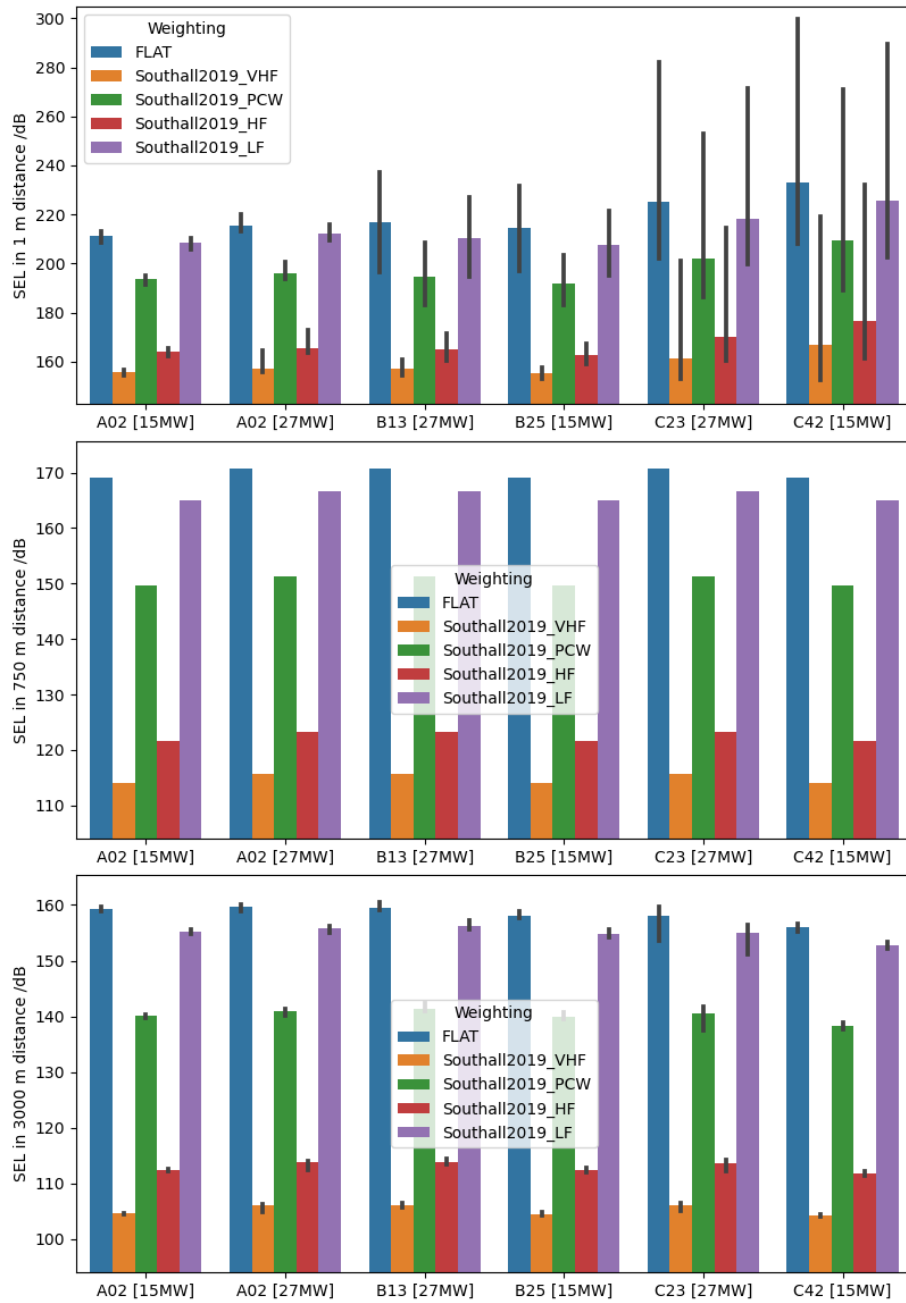 300
280
260
240
220
200
180
160
SEL in 1 m distance /dB
Weighting
FLAT
Southall2019_VHF
Southall2019_PCW
Southall2019_HF
Southall2019_LF
A02 [15MW] A02 [27MW] B13 [27MW] B25 [15MW] C23 [27MW] C42 [15MW]
170
160
150
140
130
120
110
SEL in 750 m distance /dB
Weighting
FLAT
Southall2019_VHF
Southall2019_PCW
Southall2019_HF
Southall2019_LF
A02 [15MW] A02 [27MW] B13 [27MW] B25 [15MW] C23 [27MW] C42 [15MW]
160
150
140
130
120
110
100
SEL in 3000 m distance /dB
Weighting
FLAT
Southall2019_VHF
Southall2019_PCW
Southall2019_HF
Southall2019_LF
A02 [15MW] A02 [27MW] B13 [27MW] B25 [15MW] C23 [27MW] C42 [15MW]